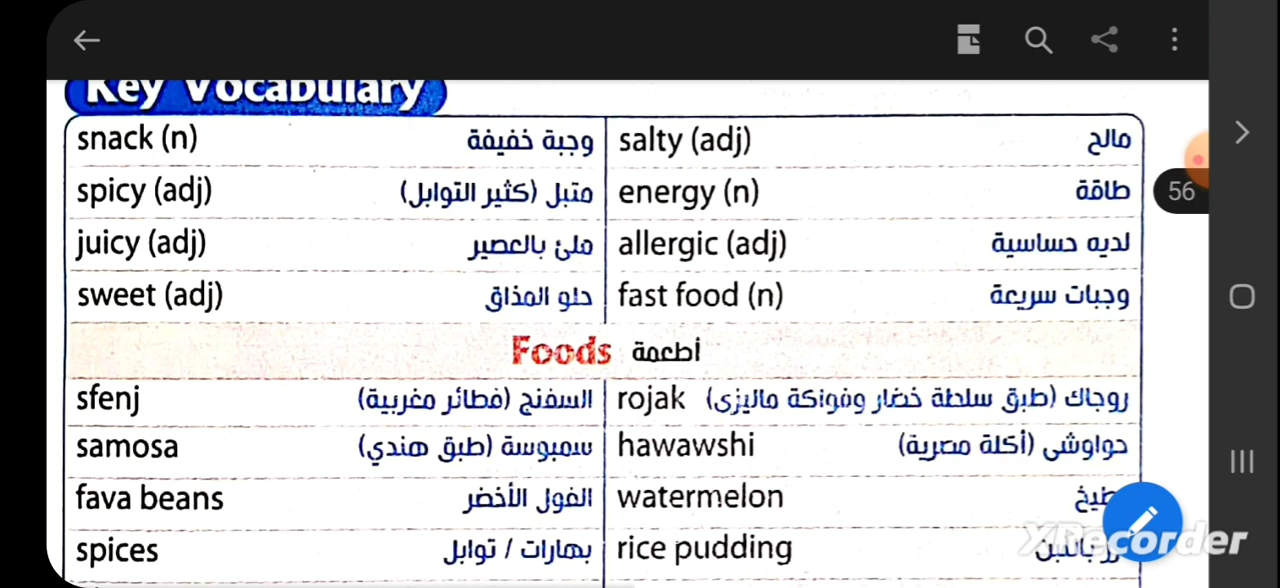 56
Key Vocabulary
snack (n) وجبة خفيفة salty (adj) مالح
spicy (adj) متبل (كثير التوابل) energy (n) طاقة
juicy (adj) ملئ بالعصير allergic (adj) لديه حساسية
sweet (adj) حلو المذاق fast food (n) وجبات سريعة
Foods أطعمة
sfenj السفنج (فطائر مغربية) rojak روجاك (طبق سلطة خضار وفواكة ماليزى)
samosa سمبوسة (طبق هندي) hawawshi حواوشى (أكلة مصرية)
fava beans الفول الأخضر watermelon
spices بهارات / توابل rice pudding
XRecorder